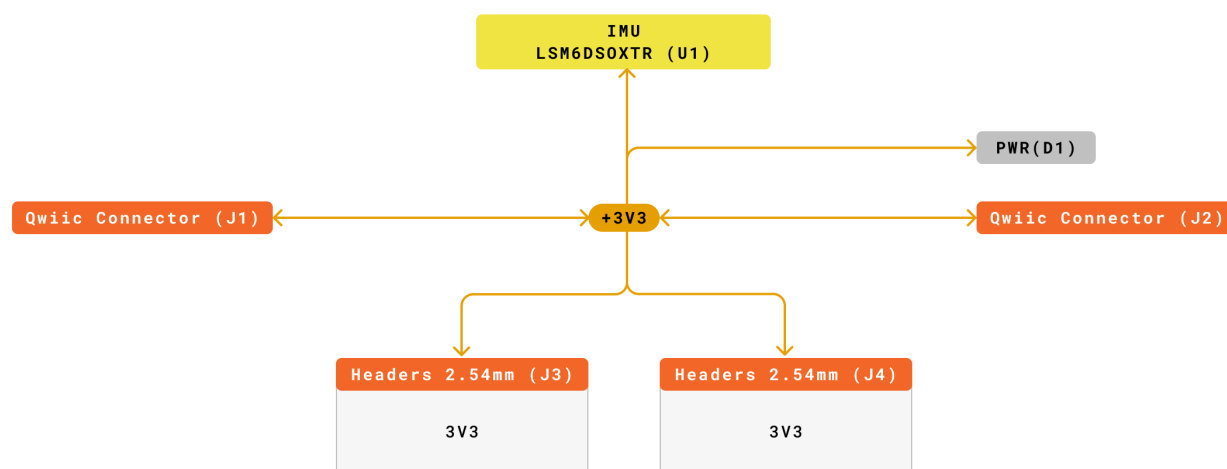 IMU
LSM6DSOXTR (U1)
PWR(D1)
Qwiic Connector (J1)
+3V3
Qwiic Connector (J2)
Headers 2.54mm (J3)
Headers 2.54mm (J4)
3V3
3V3